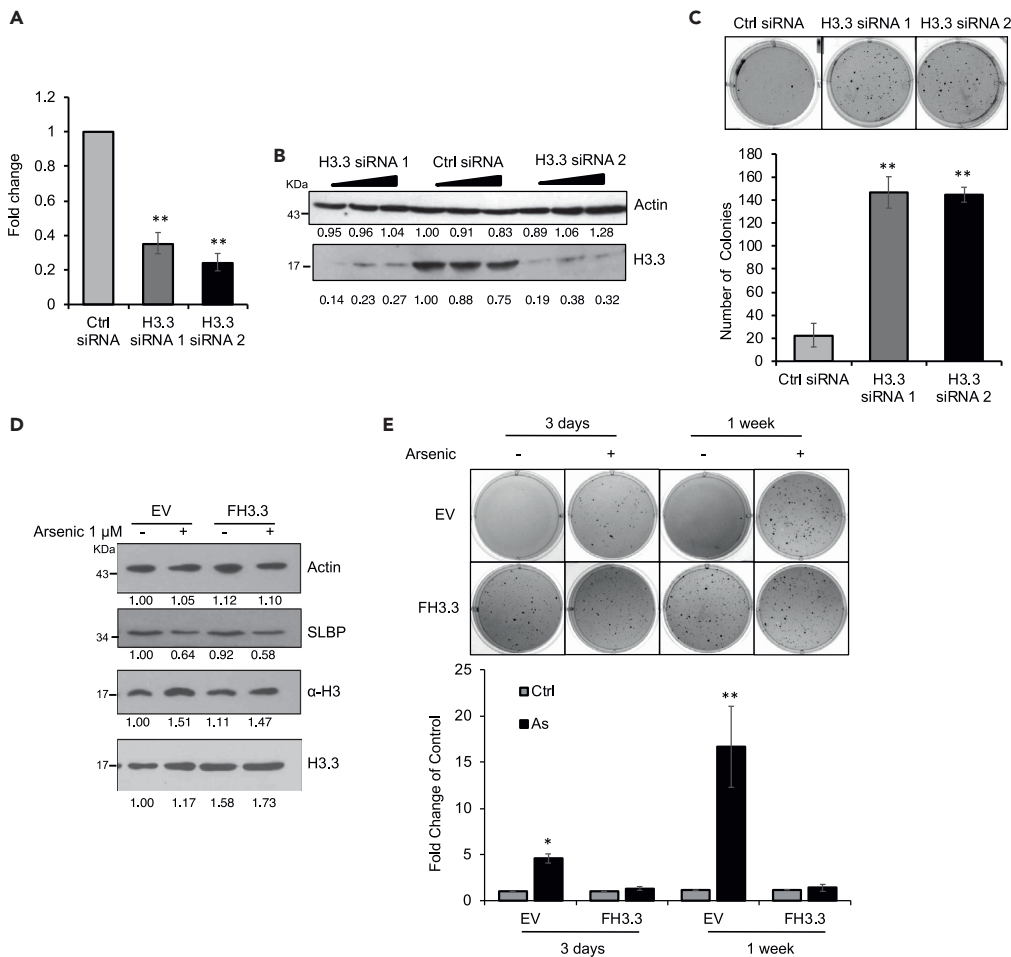 A
1.2
1
0.8
0.6
0.4
0.2
0
Fold change
**
**
Ctrl siRNA
H3.3 siRNA 1
H3.3 siRNA 2
B
H3.3 siRNA 1 Ctrl siRNA H3.3 siRNA 2
KDa
43
Actin
0.95 0.96 1.04 1.00 0.91 0.83 0.89 1.06 1.28
17
H3.3
0.14 0.23 0.27 1.00 0.88 0.75 0.19 0.38 0.32
C
Ctrl siRNA H3.3 siRNA 1 H3.3 siRNA 2
180
160
140
120
100
80
60
40
20
0
Number of Colonies
**
**
Ctrl siRNA
H3.3 siRNA 1
H3.3 siRNA 2
D
EV FH3.3
Arsenic 1 μM - + - +
KDa
43
Actin
1.00 1.05 1.12 1.10
34
SLBP
1.00 0.64 0.92 0.58
17
α-H3
1.00 1.51 1.11 1.47
17
H3.3
1.00 1.17 1.58 1.73
E
3 days 1 week
Arsenic - + - +
EV
FH3.3
25
20
15
10
5
0
Fold Change of Control
Ctrl
As
*
**
EV FH3.3 EV FH3.3
3 days 1 week